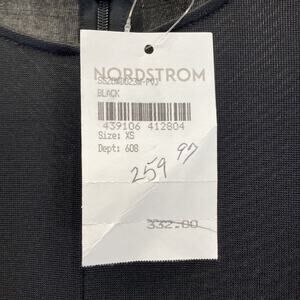 NORDSTROM
BLACK
439106 412804
Size: XS
Dept: 608
259 97
332.00